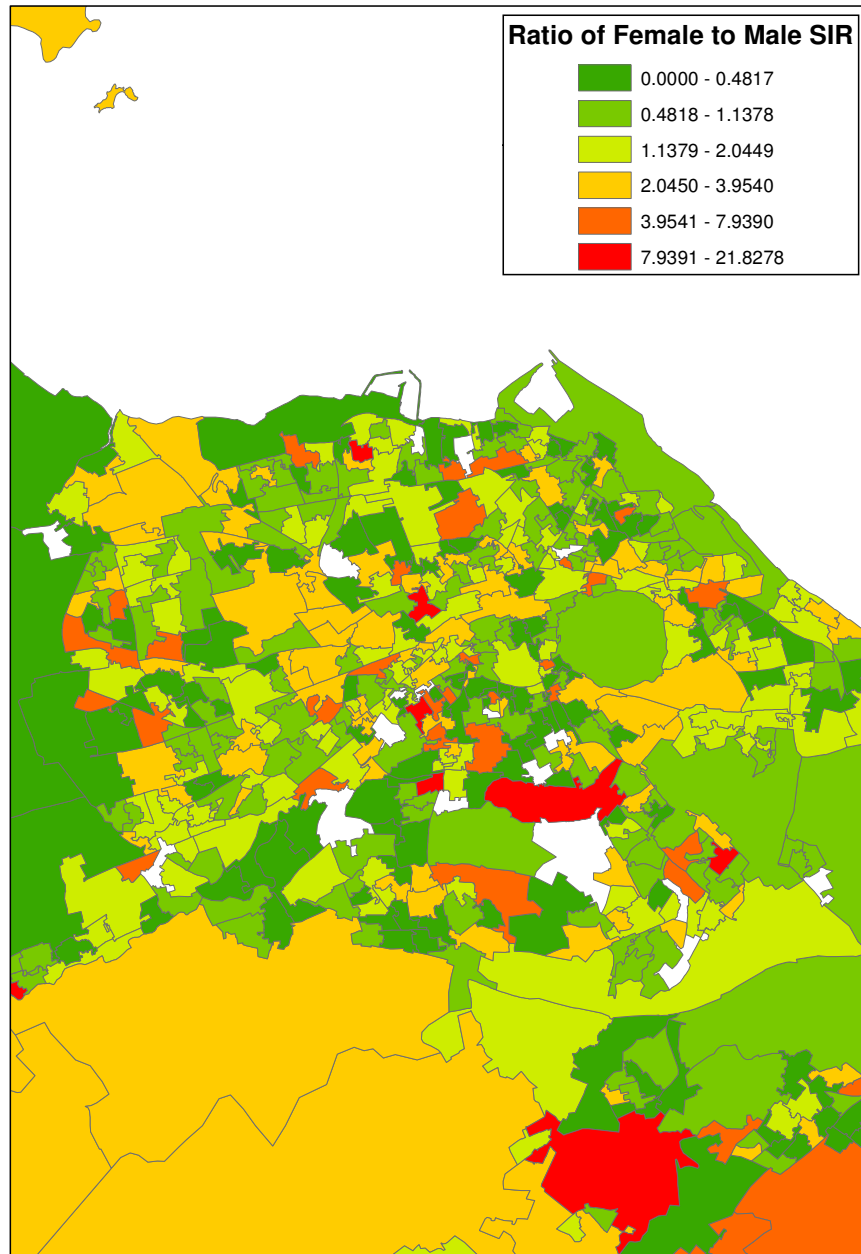 Ratio of Female to Male SIR
0.0000 - 0.4817
0.4818 - 1.1378
1.1379 - 2.0449
2.0450 - 3.9540
3.9541 - 7.9390
7.9391 - 21.8278